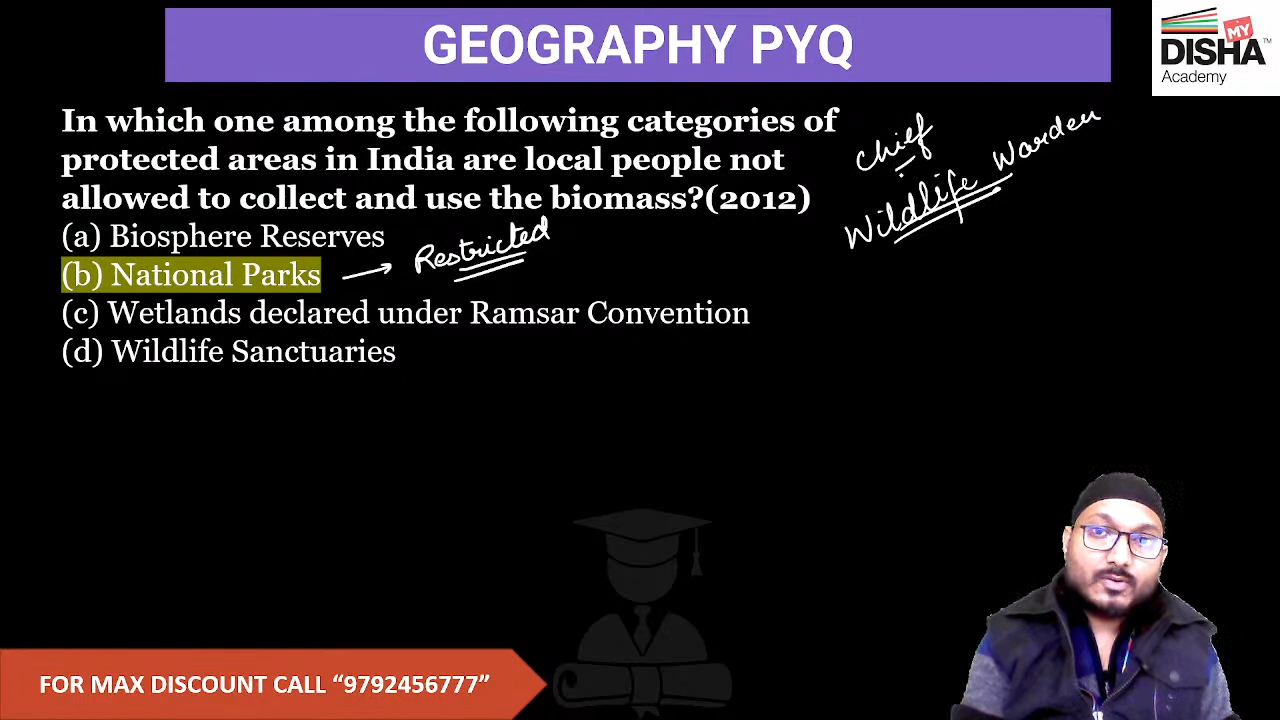 GEOGRAPHY PYQ
MY
DISHA™
Academy
In which one among the following categories of
protected areas in India are local people not
allowed to collect and use the biomass?(2012)
Chief
Wildlife Warden
(a) Biosphere Reserves
(b) National Parks → Restricted
(c) Wetlands declared under Ramsar Convention
(d) Wildlife Sanctuaries
FOR MAX DISCOUNT CALL “9792456777”